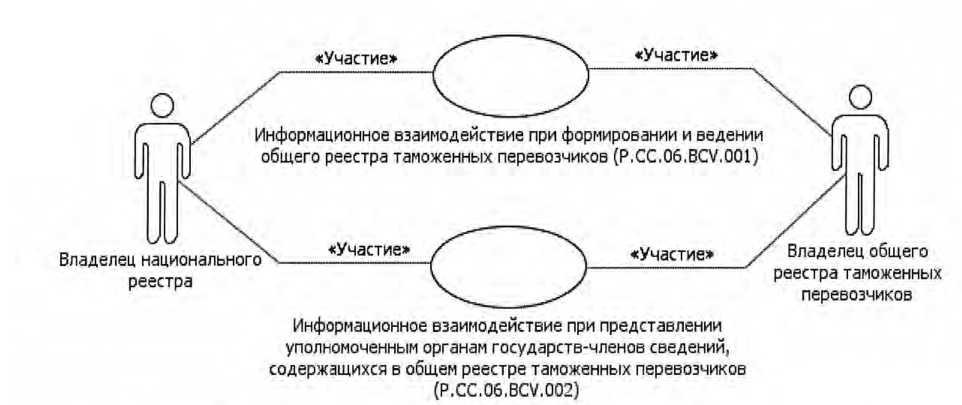 «Участие» «Участие»
Информационное взаимодействие при формировании и ведении
общего реестра таможенных перевозчиков (P.CC.06.BCV.001)
«Участие» «Участие»
Владелец национального
реестра
Владелец общего
реестра таможенных
перевозчиков
Информационное взаимодействие при представлении
уполномоченным органам государств-членов сведений,
содержащихся в общем реестре таможенных перевозчиков
(P.CC.06.BCV.002)